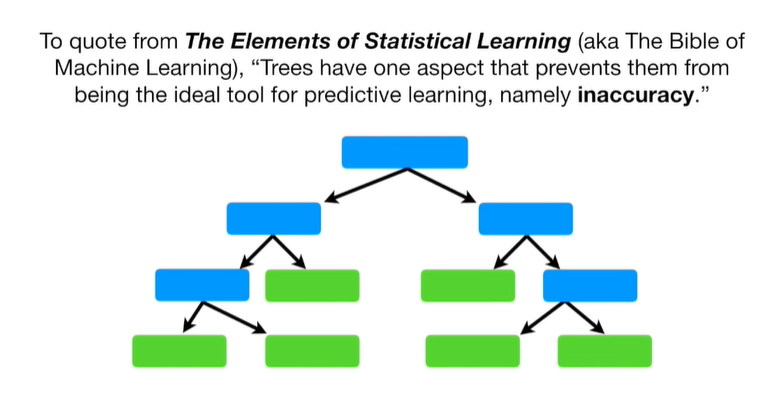 To quote from The Elements of Statistical Learning (aka The Bible of
Machine Learning), “Trees have one aspect that prevents them from
being the ideal tool for predictive learning, namely inaccuracy.”